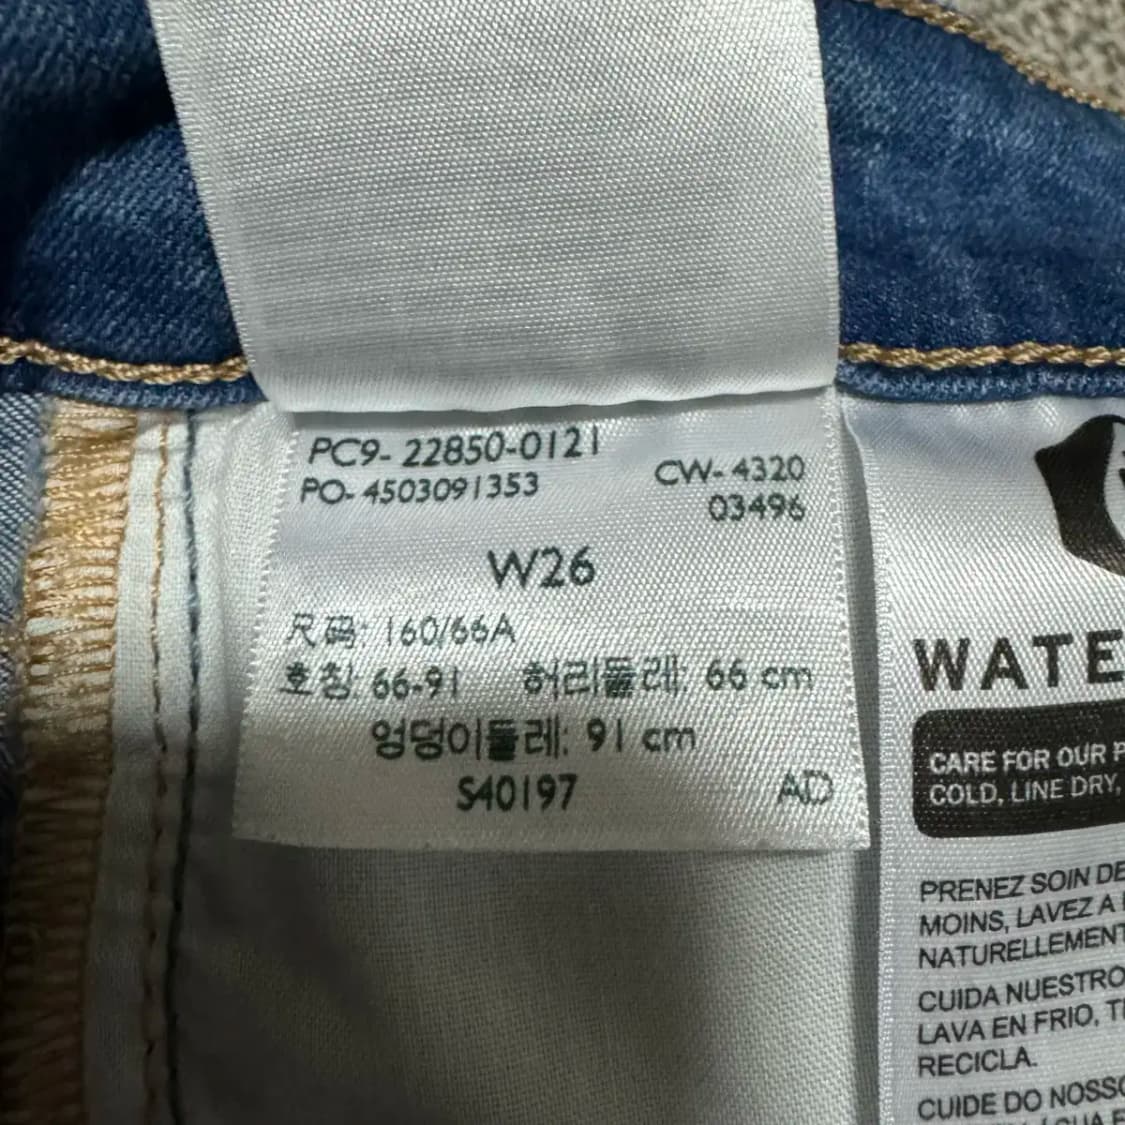 PC9- 22850-0121
PO- 4503091353
CW- 4320
03496
W26
尺码: 160/66A
호칭: 66-91 허리둘레: 66 cm
엉덩이둘레: 91 cm
S40197 AD
WATE
CARE FOR OUR P
COLD, LINE DRY,
PRENEZ SOIN DE
MOINS, LAVEZ A
NATURELLEMENT
CUIDA NUESTRO
LAVA EN FRIO, TI
RECICLA.
CUIDE DO NOSSO